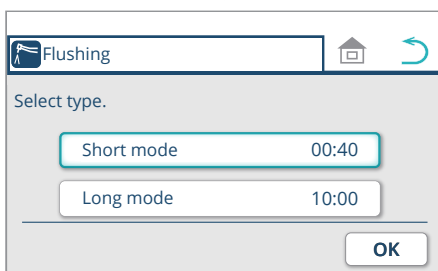 Flushing
Select type.
Short mode 00:40
Long mode 10:00
OK